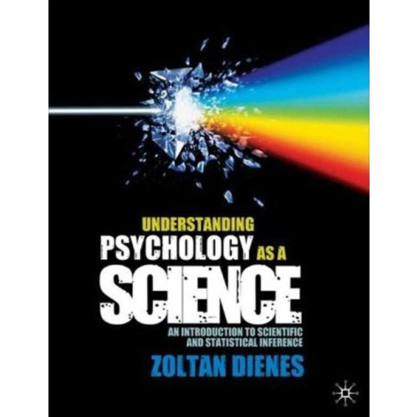 UNDERSTANDING
PSYCHOLOGY AS A
SCIENCE
AN INTRODUCTION TO SCIENTIFIC
AND STATISTICAL INFERENCE
ZOLTAN DIENES